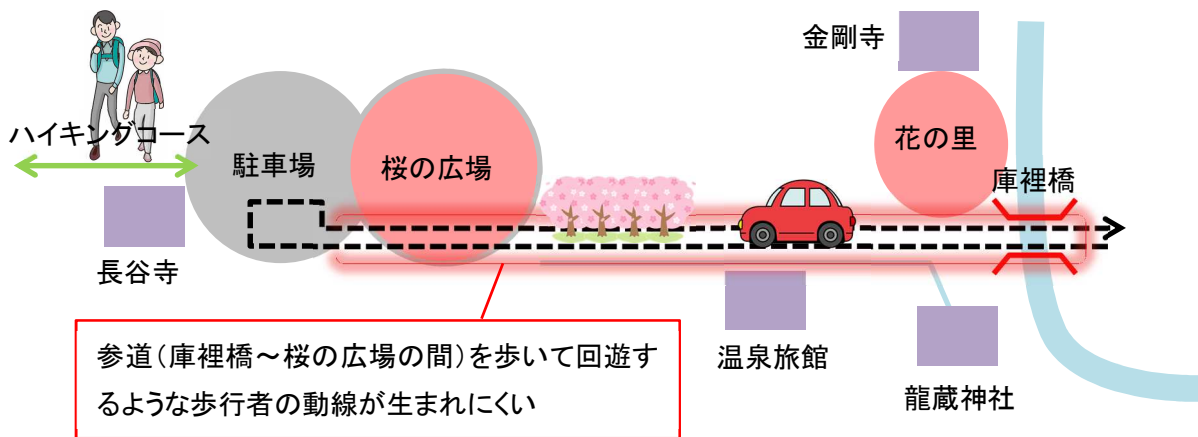 金剛寺
ハイキングコース
駐車場
桜の広場
花の里
庫裡橋
長谷寺
温泉旅館
龍蔵神社
参道（庫裡橋～桜の広場の間）を歩いて回遊す
るような歩行者の動線が生まれにくい